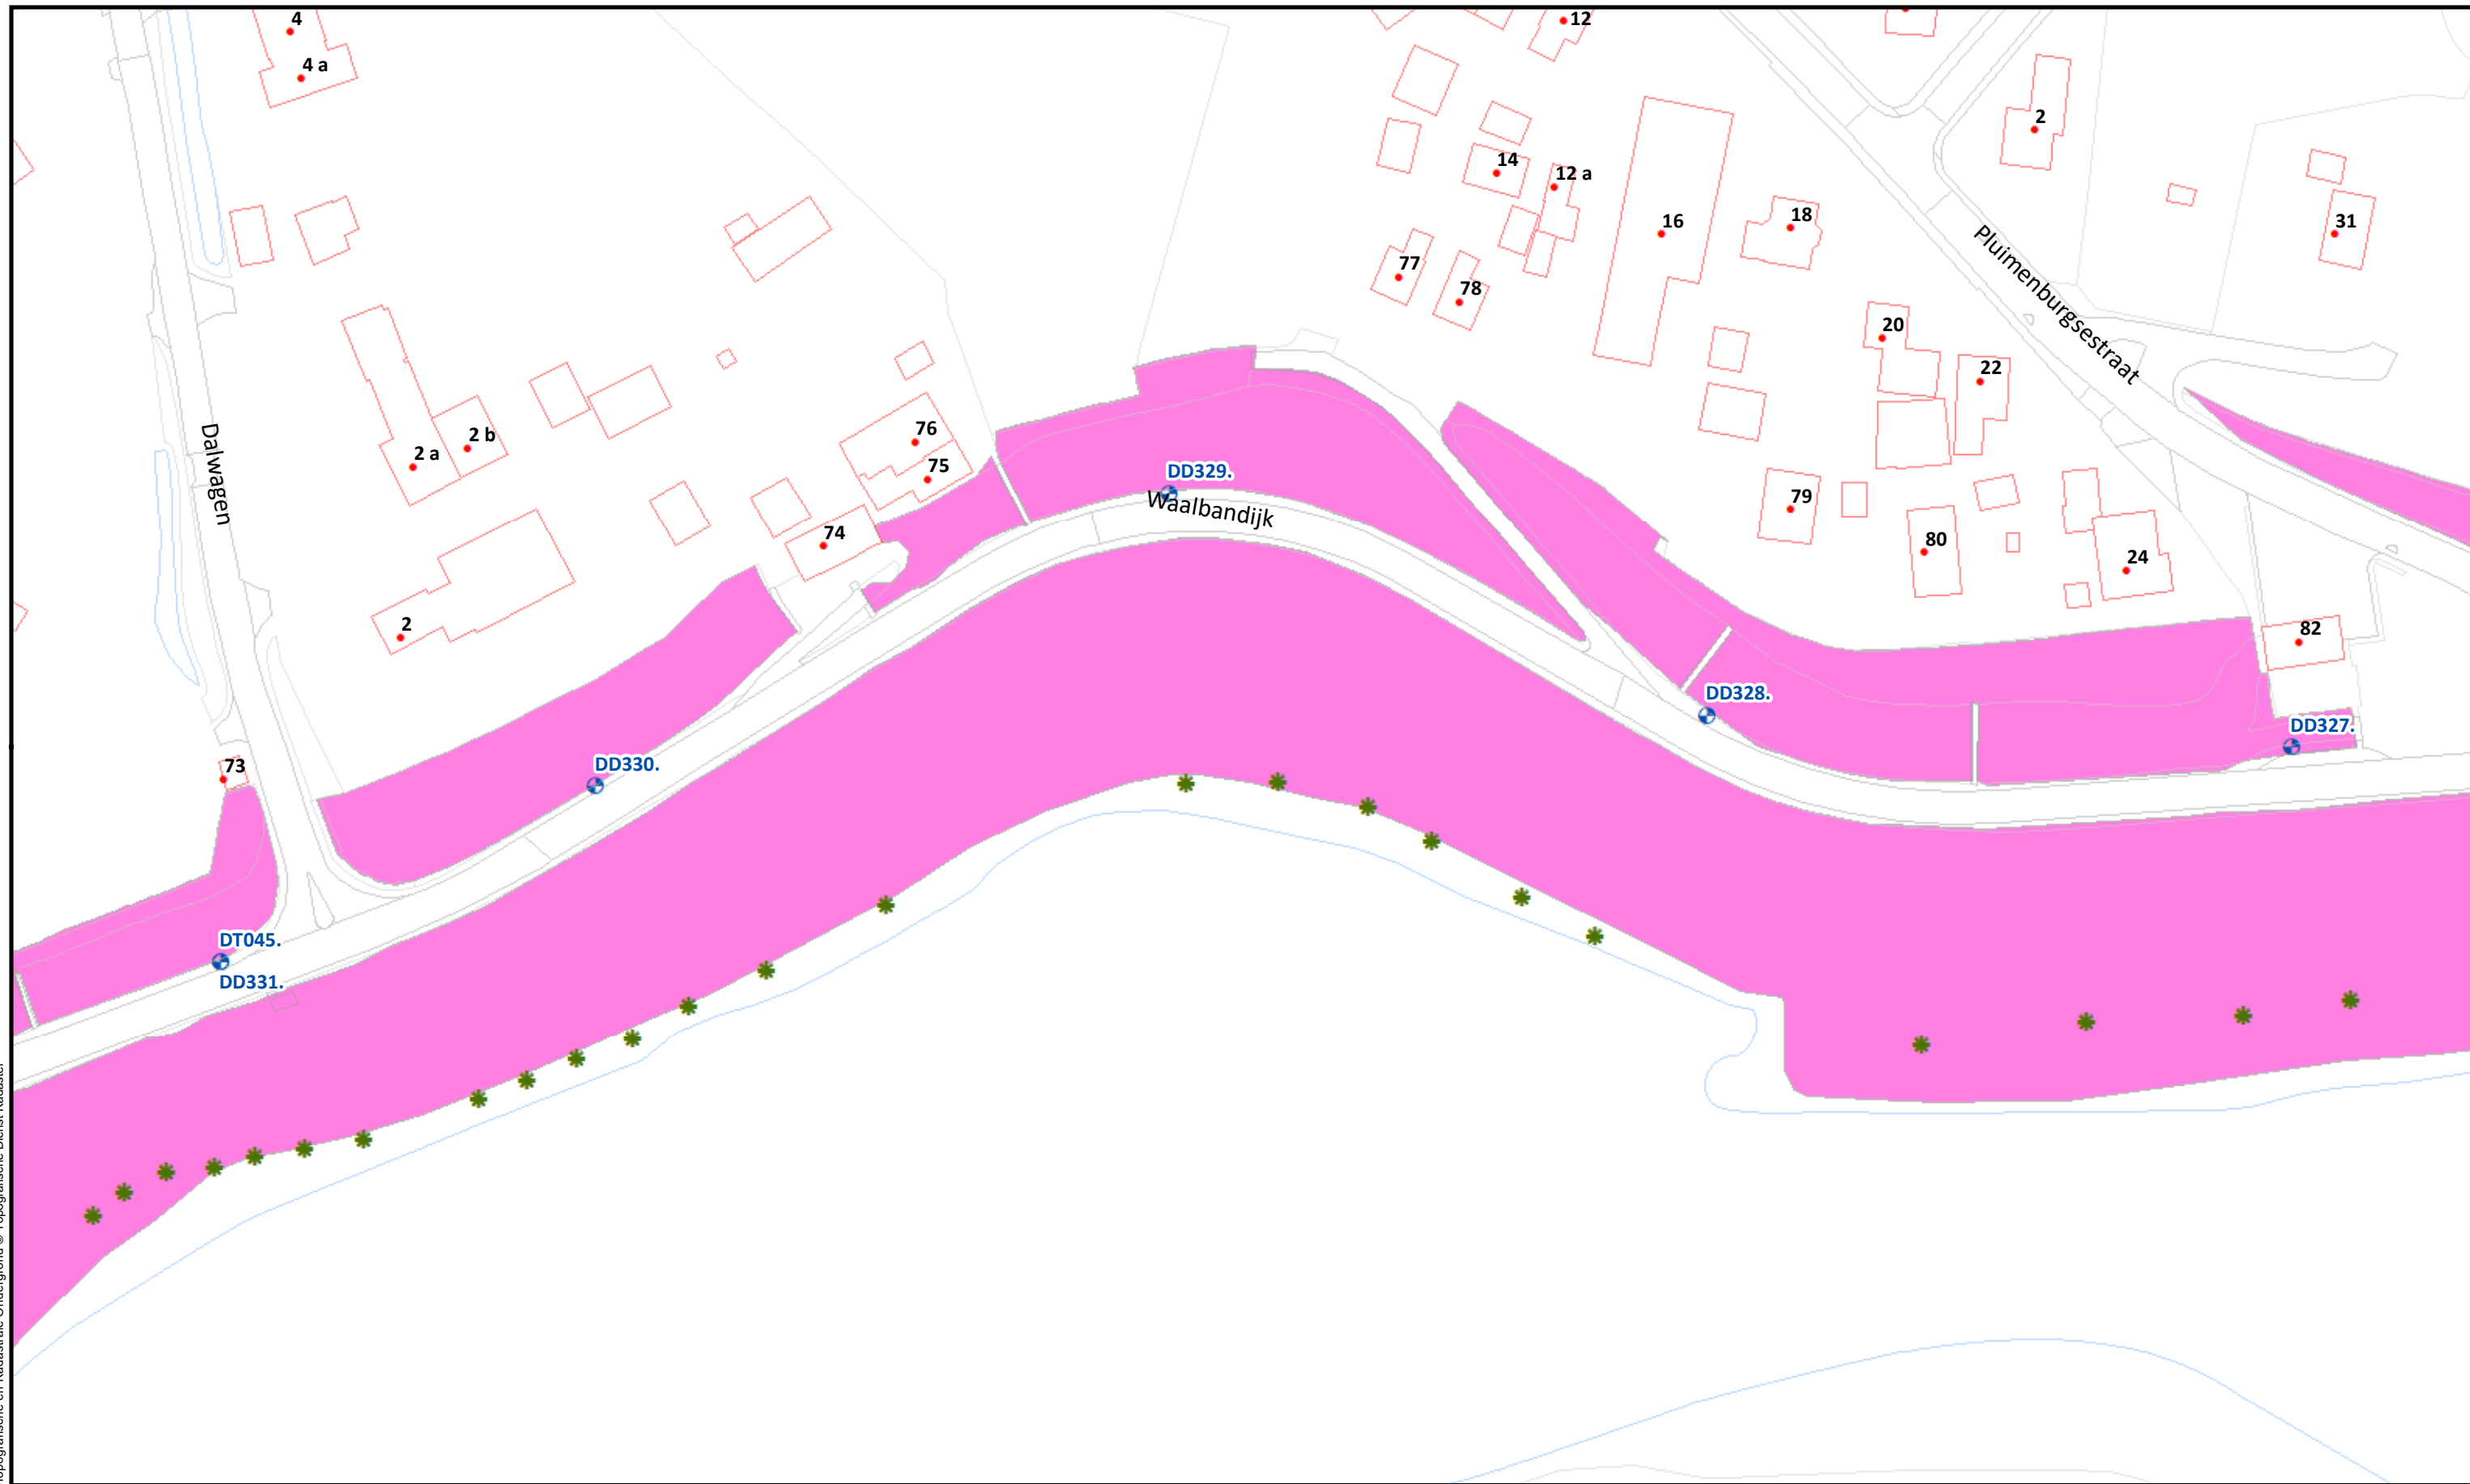 4
4 a
12
2
14
12 a
16
18
31
77
78
Pluimenburgsestraat
20
22
Dalwagen
76
2 b
2 a
75
DD329.
Waalbandijk
79
74
80
24
2
82
DD328.
DD327.
73
DD330.
DT045.
DD331.